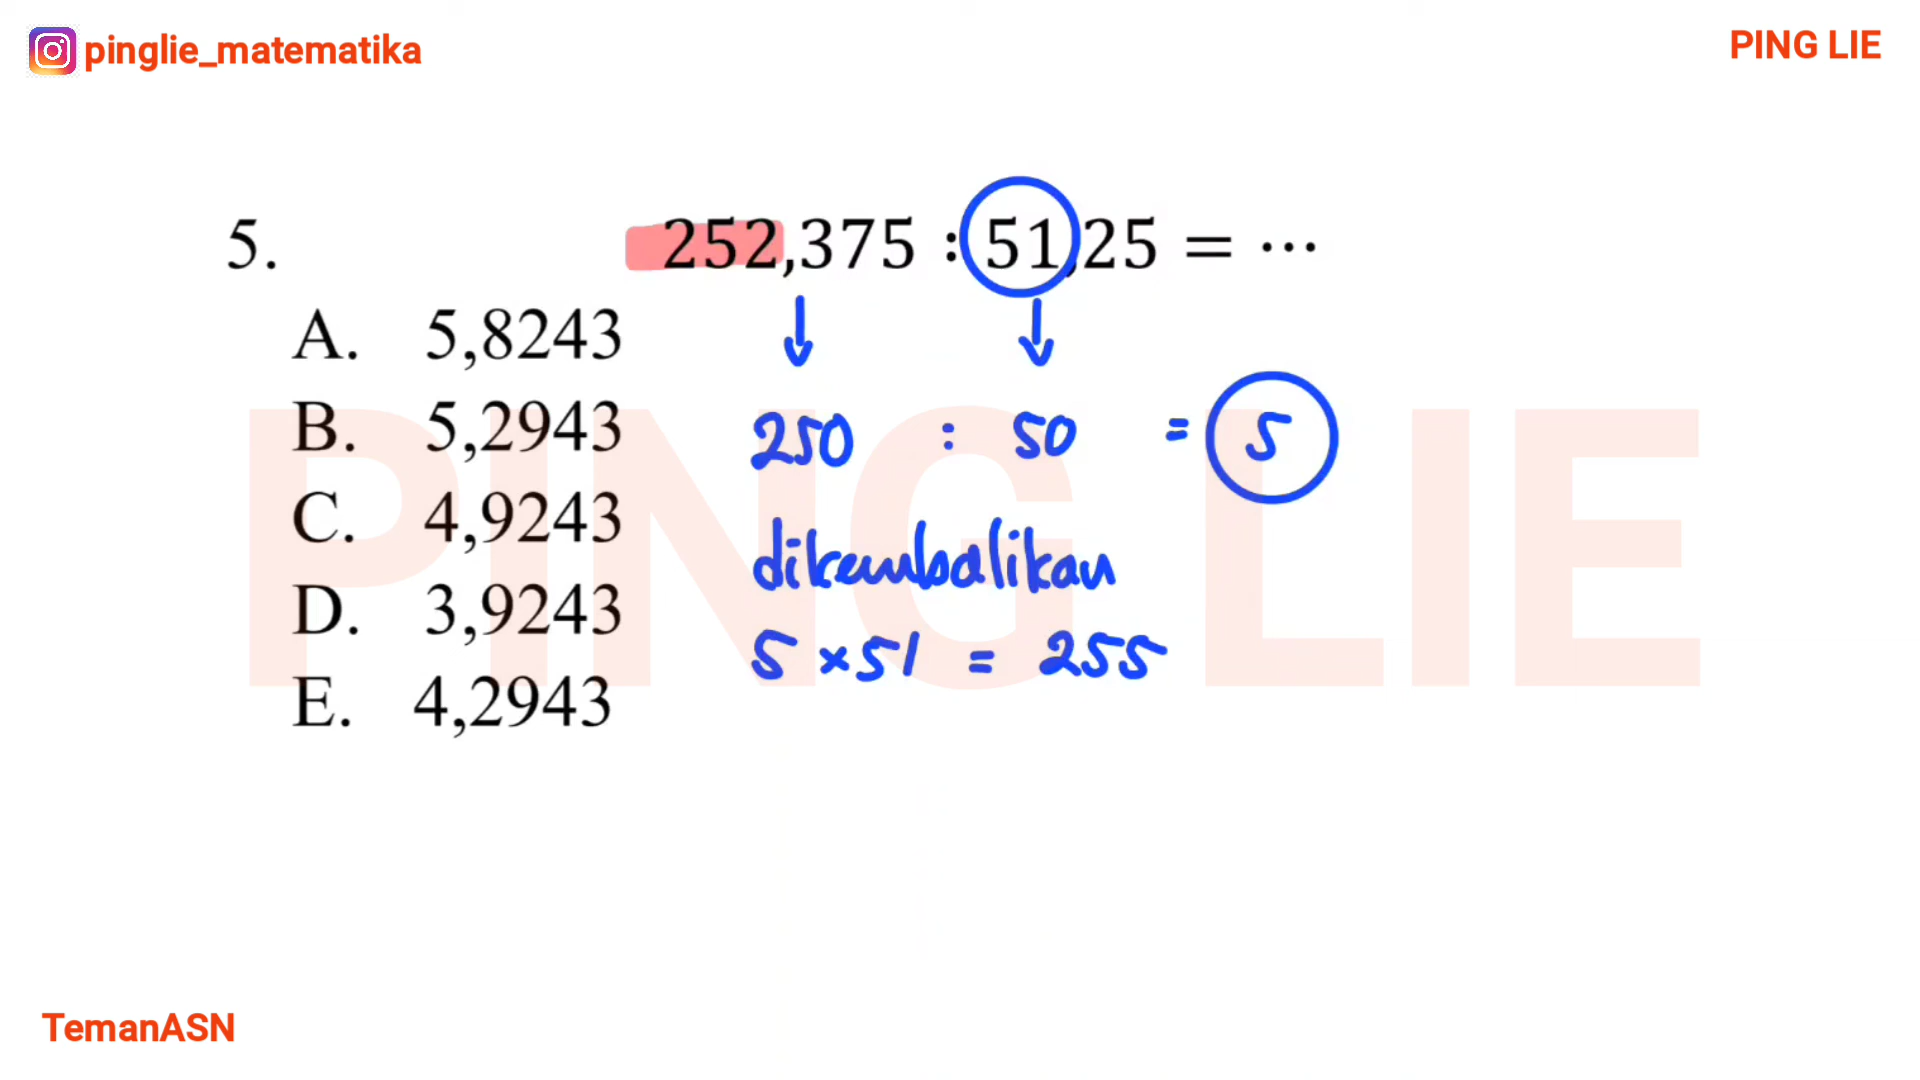 pinglie_matematika
PING LIE
5. 252,375 : 51,25 = ⋯
A. 5,8243
B. 5,2943
C. 4,9243
D. 3,9243
E. 4,2943
250 : 50 = 5
dikembalikan
5 × 51 = 255
PING LIE
TemanASN